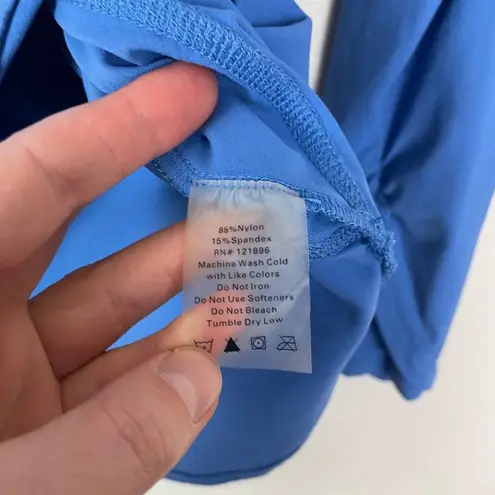 85%Nylon
15%Spandex
RN# 121896
Machine Wash Cold
with Like Colors
Do Not Iron
Do Not Use Softeners
Do Not Bleach
Tumble Dry Low